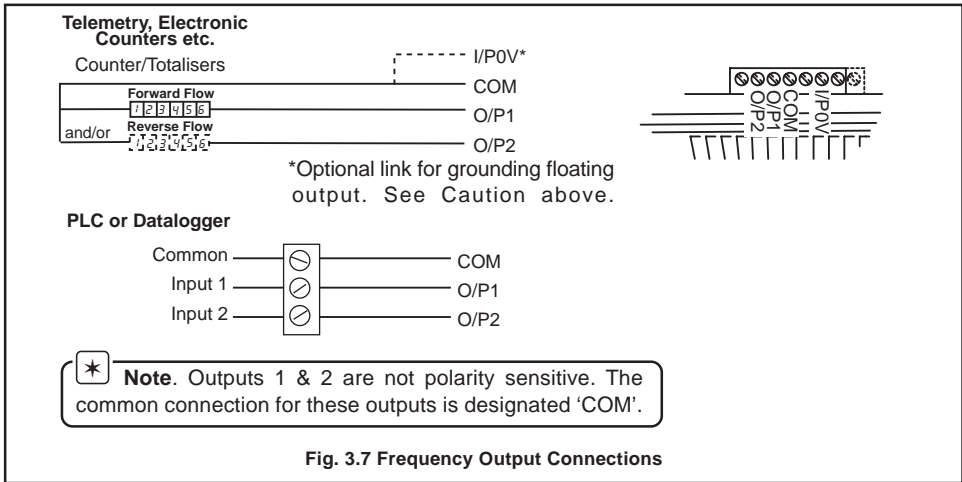 Telemetry, Electronic
Counters etc.
Counter/Totalisers
I/P0V*
COM
Forward Flow
1 2 3 4 5 6
O/P1
and/or
Reverse Flow
1 2 3 4 5 6
O/P2
*Optional link for grounding floating
output. See Caution above.
O/P2
O/P1
COM
I/P0V
PLC or Datalogger
Common
COM
Input 1
O/P1
Input 2
O/P2
Note. Outputs 1 & 2 are not polarity sensitive. The
common connection for these outputs is designated ‘COM’.
Fig. 3.7 Frequency Output Connections